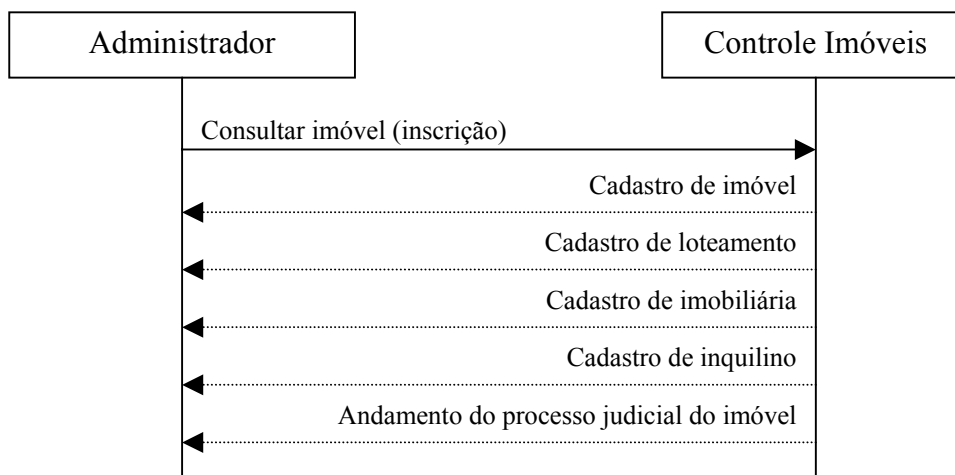 Administrador
Controle Imóveis
Consultar imóvel (inscrição)
Cadastro de imóvel
Cadastro de loteamento
Cadastro de imobiliária
Cadastro de inquilino
Andamento do processo judicial do imóvel